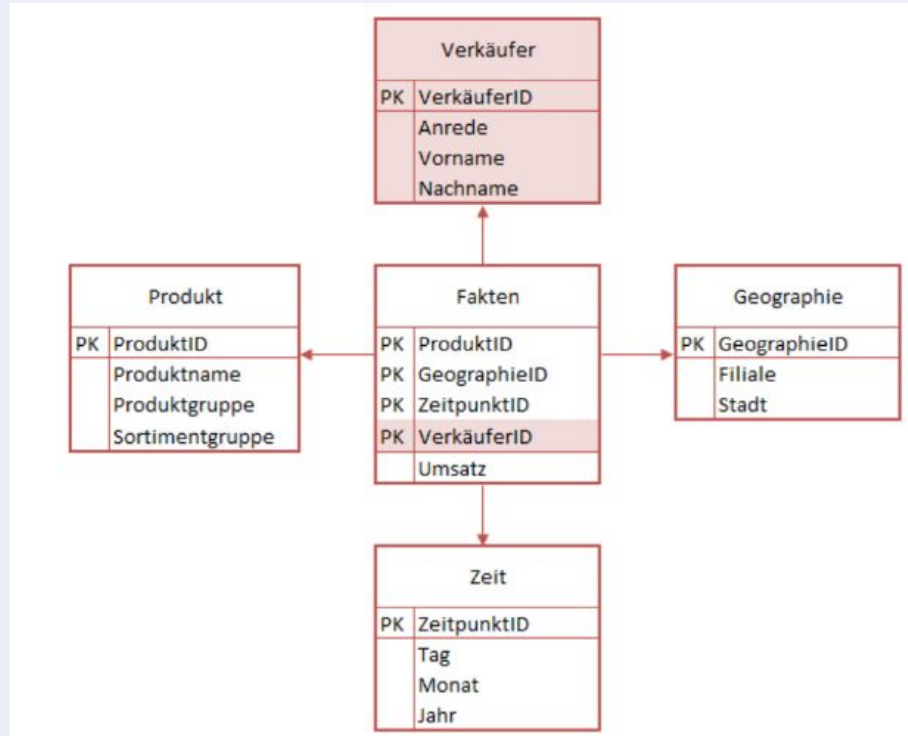 Verkäufer
PK VerkäuferID
Anrede
Vorname
Nachname
Produkt
PK ProduktID
Produktname
Produktgruppe
Sortimentgruppe
Fakten
PK ProduktID
PK GeographieID
PK ZeitpunktID
PK VerkäuferID
Umsatz
Geographie
PK GeographieID
Filiale
Stadt
Zeit
PK ZeitpunktID
Tag
Monat
Jahr